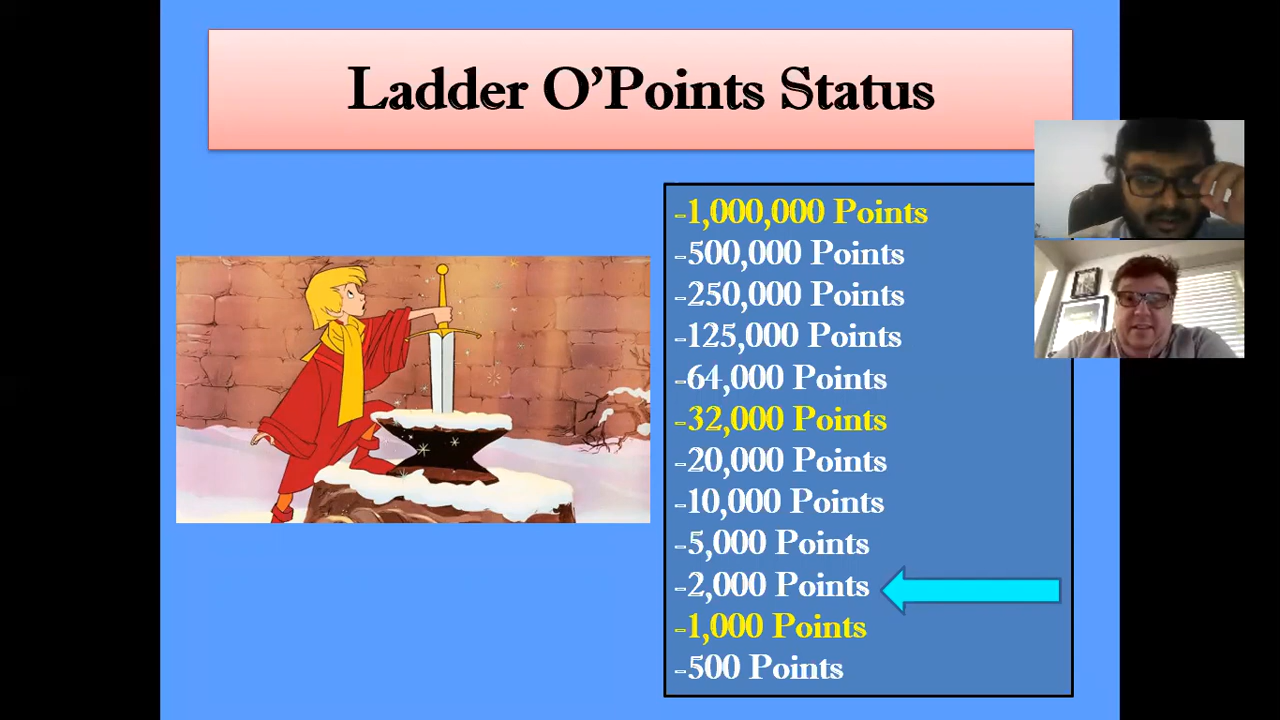 Ladder O'Points Status
-1,000,000 Points
-500,000 Points
-250,000 Points
-125,000 Points
-64,000 Points
-32,000 Points
-20,000 Points
-10,000 Points
-5,000 Points
-2,000 Points
-1,000 Points
-500 Points